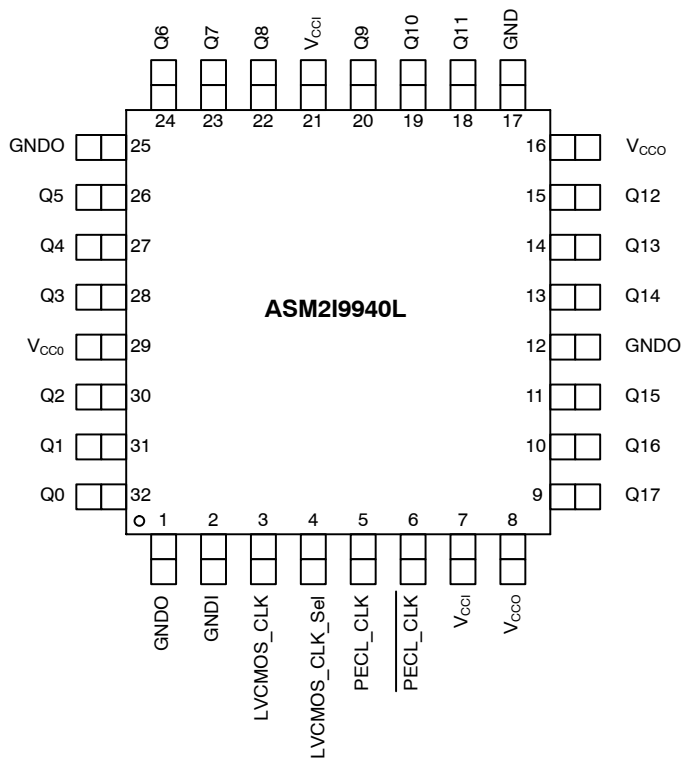 Q6 Q7 Q8 VCCI Q9 Q10 Q11 GND
24 23 22 21 20 19 18 17
GNDO 25 16 VCCO
Q5 26 15 Q12
Q4 27 14 Q13
Q3 28 13 Q14
ASM2I9940L
VCC0 29 12 GNDO
Q2 30 11 Q15
Q1 31 10 Q16
Q0 32 9 Q17
1 2 3 4 5 6 7 8
GNDO
GNDI
LVCMOS_CLK
LVCMOS_CLK_Sel
PECL_CLK
PECL_CLK
VCCI
VCCO